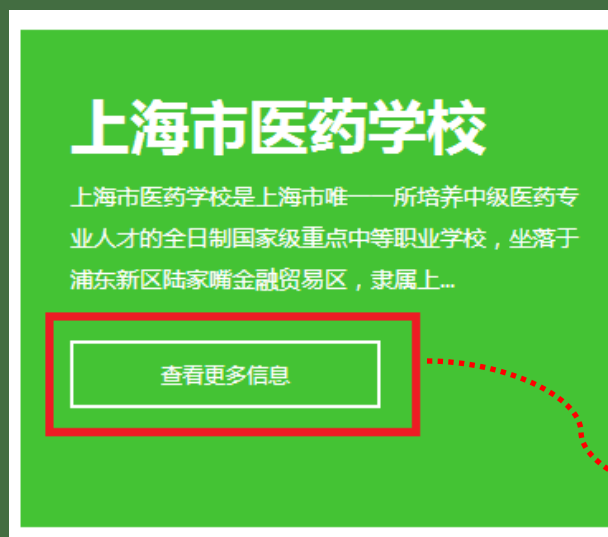 上海市医药学校
上海市医药学校是上海市唯一一所培养中级医药专
业人才的全日制国家级重点中等职业学校，坐落于
浦东新区陆家嘴金融贸易区，隶属上...
查看更多信息